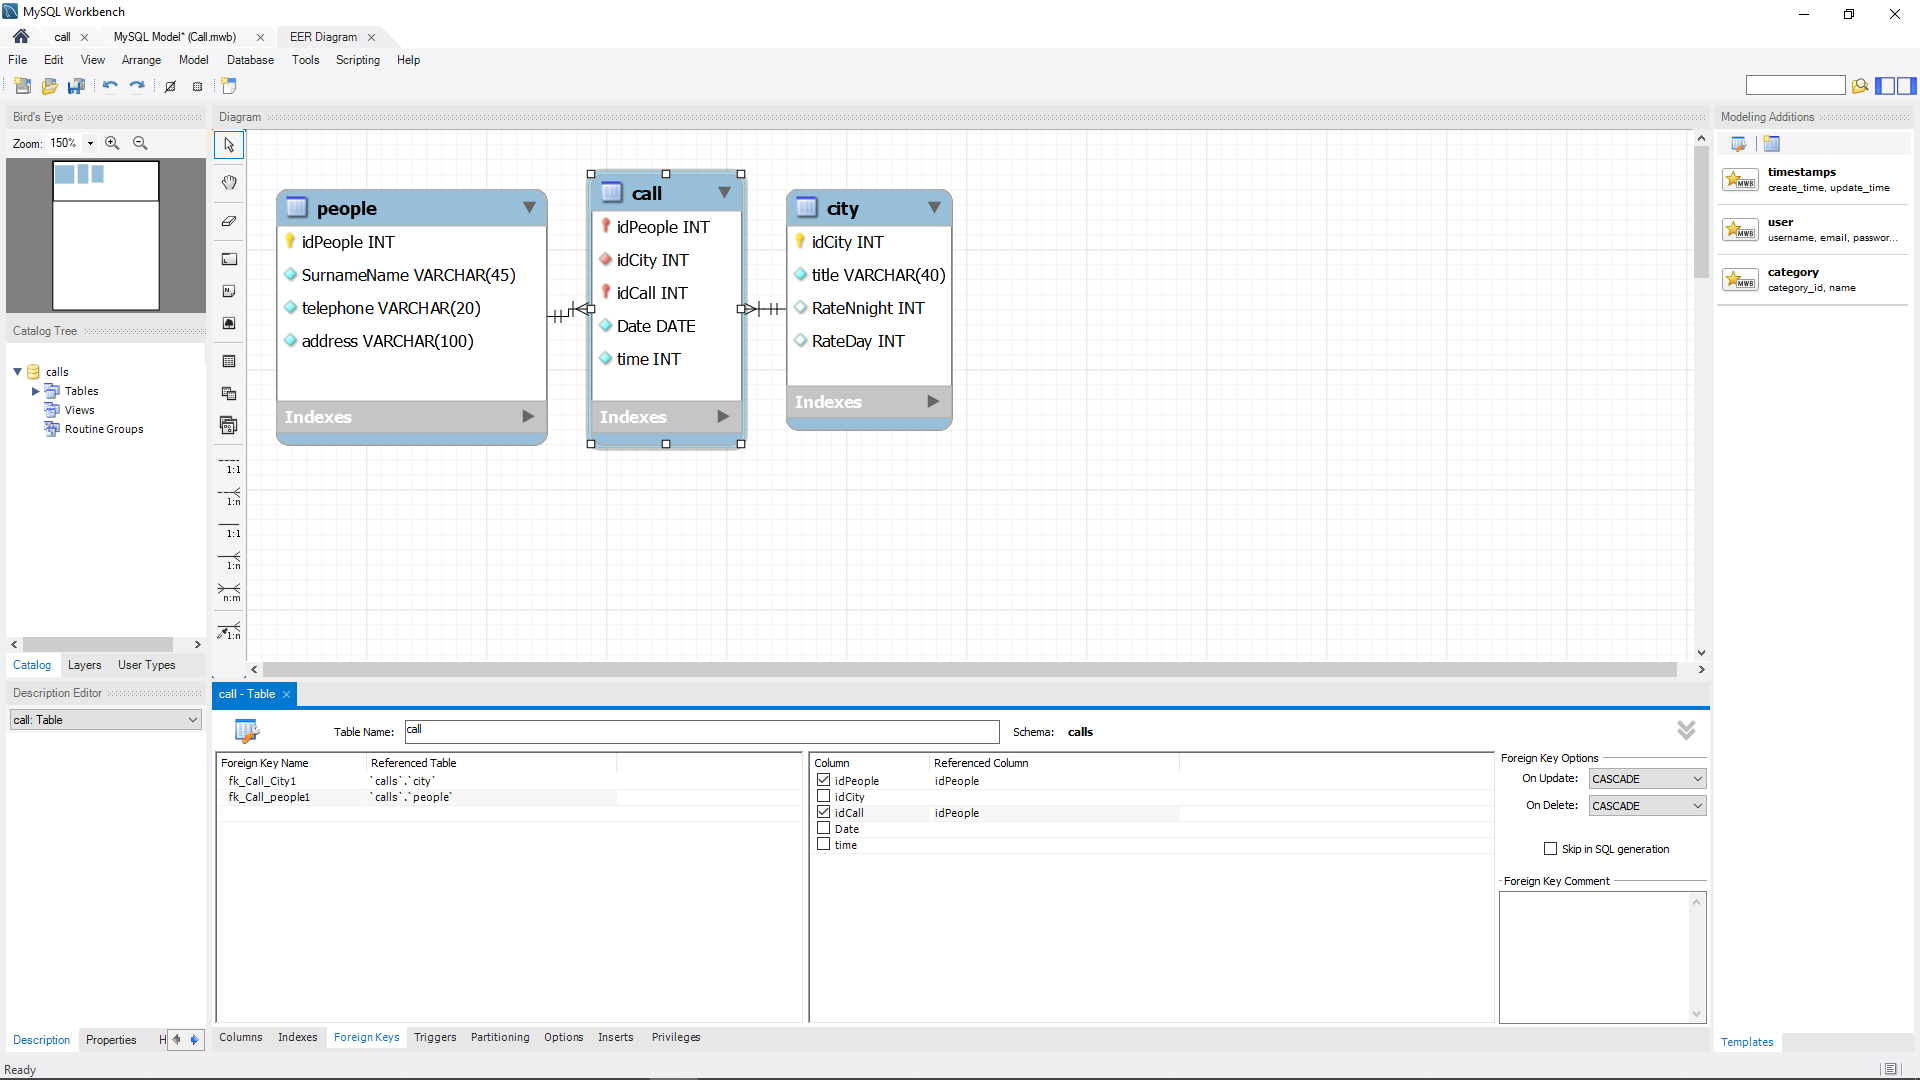 MySQL Workbench
call
MySQL Model* (Call.mwb)
EER Diagram
File Edit View Arrange Model Database Tools Scripting Help
Bird's Eye
Zoom: 150%
Catalog Tree
calls
Tables
Views
Routine Groups
Catalog Layers User Types
Description Editor
call: Table
Description Properties H
Diagram
1:1
1:n
1:1
1:n
n:m
1:n
people
idPeople INT
SurnameName VARCHAR(45)
telephone VARCHAR(20)
address VARCHAR(100)
Indexes
call
idPeople INT
idCity INT
idCall INT
Date DATE
time INT
Indexes
city
idCity INT
title VARCHAR(40)
RateNnight INT
RateDay INT
Indexes
Modeling Additions
MWB
timestamps
create_time, update_time
MWB
user
username, email, passwor...
MWB
category
category_id, name
Templates
call - Table
Table Name: call Schema: calls
Foreign Key Name Referenced Table
fk_Call_City1 `calls`.`city`
fk_Call_people1 `calls`.`people`
Column Referenced Column
idPeople idPeople
idCity
idCall idPeople
Date
time
Foreign Key Options
On Update: CASCADE
On Delete: CASCADE
Skip in SQL generation
Foreign Key Comment
Columns Indexes Foreign Keys Triggers Partitioning Options Inserts Privileges
Ready